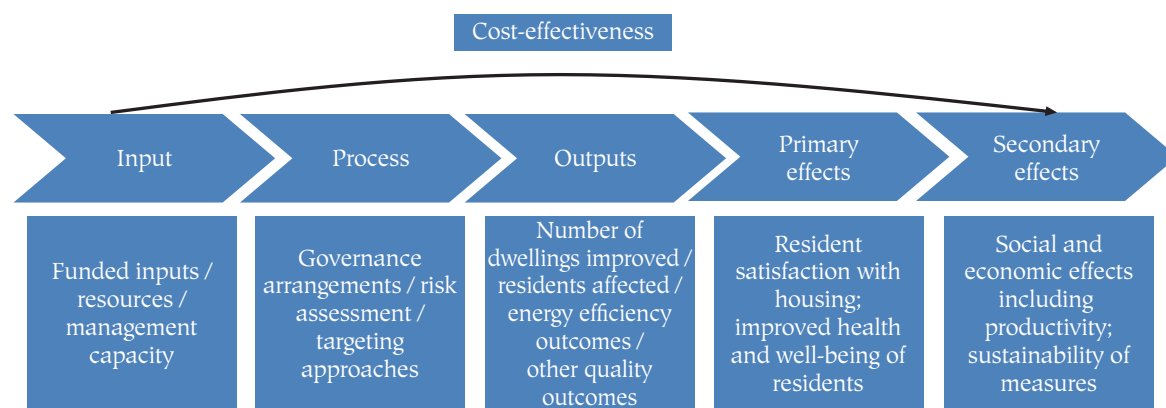 Cost-effectiveness
Input
Process
Outputs
Primary
effects
Secondary
effects
Funded inputs /
resources /
management
capacity
Governance
arrangements / risk
assessment /
targeting
approaches
Number of
dwellings improved /
residents affected /
energy efficiency
outcomes /
other quality
outcomes
Resident
satisfaction with
housing;
improved health
and well-being of
residents
Social and
economic effects
including
productivity;
sustainability of
measures